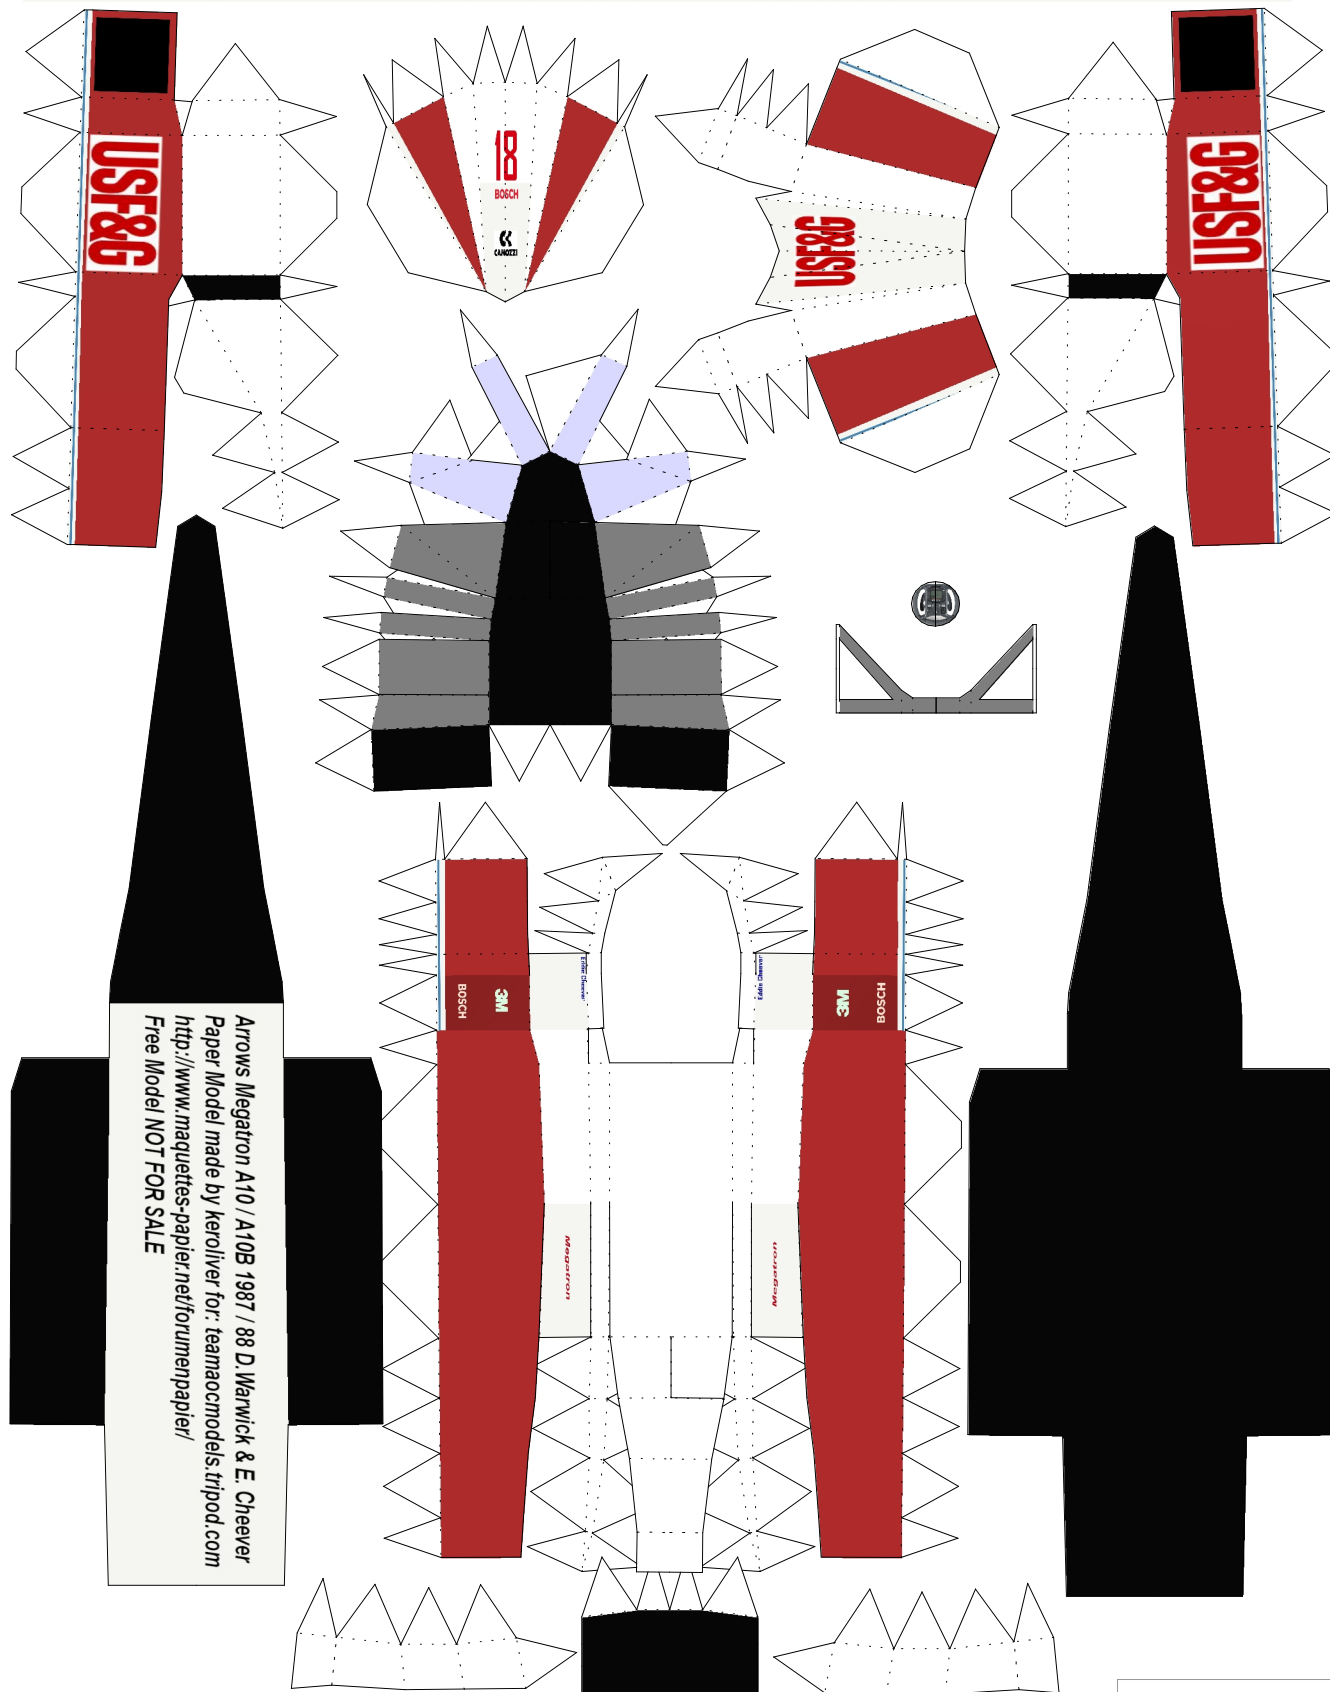 USF&G
18
BOSCH
CAMOZZI
USF&G
USF&G
Eddie Cheever
Eddie Cheever
BOSCH
3M
3M
BOSCH
Megatron
Megatron
Arrows Megatron A10 / A10B 1987 / 88 D.Warwick & E. Cheever
Paper Model made by keroliver for: teamaocmodels.tripod.com
http://www.maquettes-papier.net/forumenpapier/
Free Model NOT FOR SALE